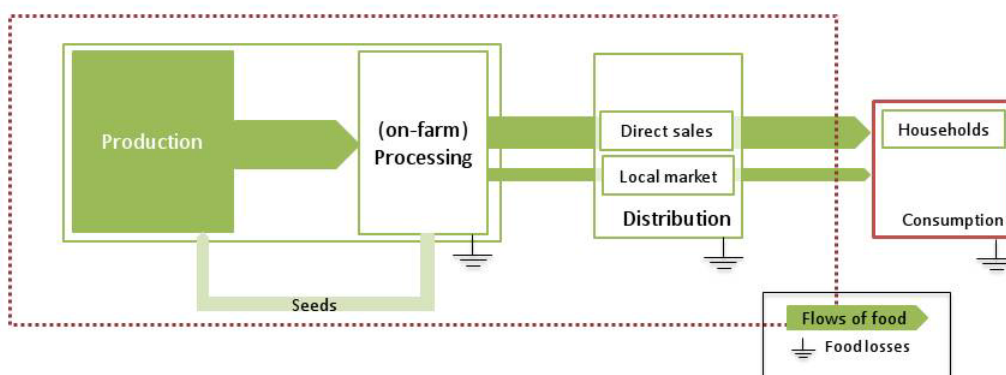 Production
(on-farm)
Processing
Seeds
Direct sales
Local market
Distribution
Households
Consumption
Flows of food
Food losses